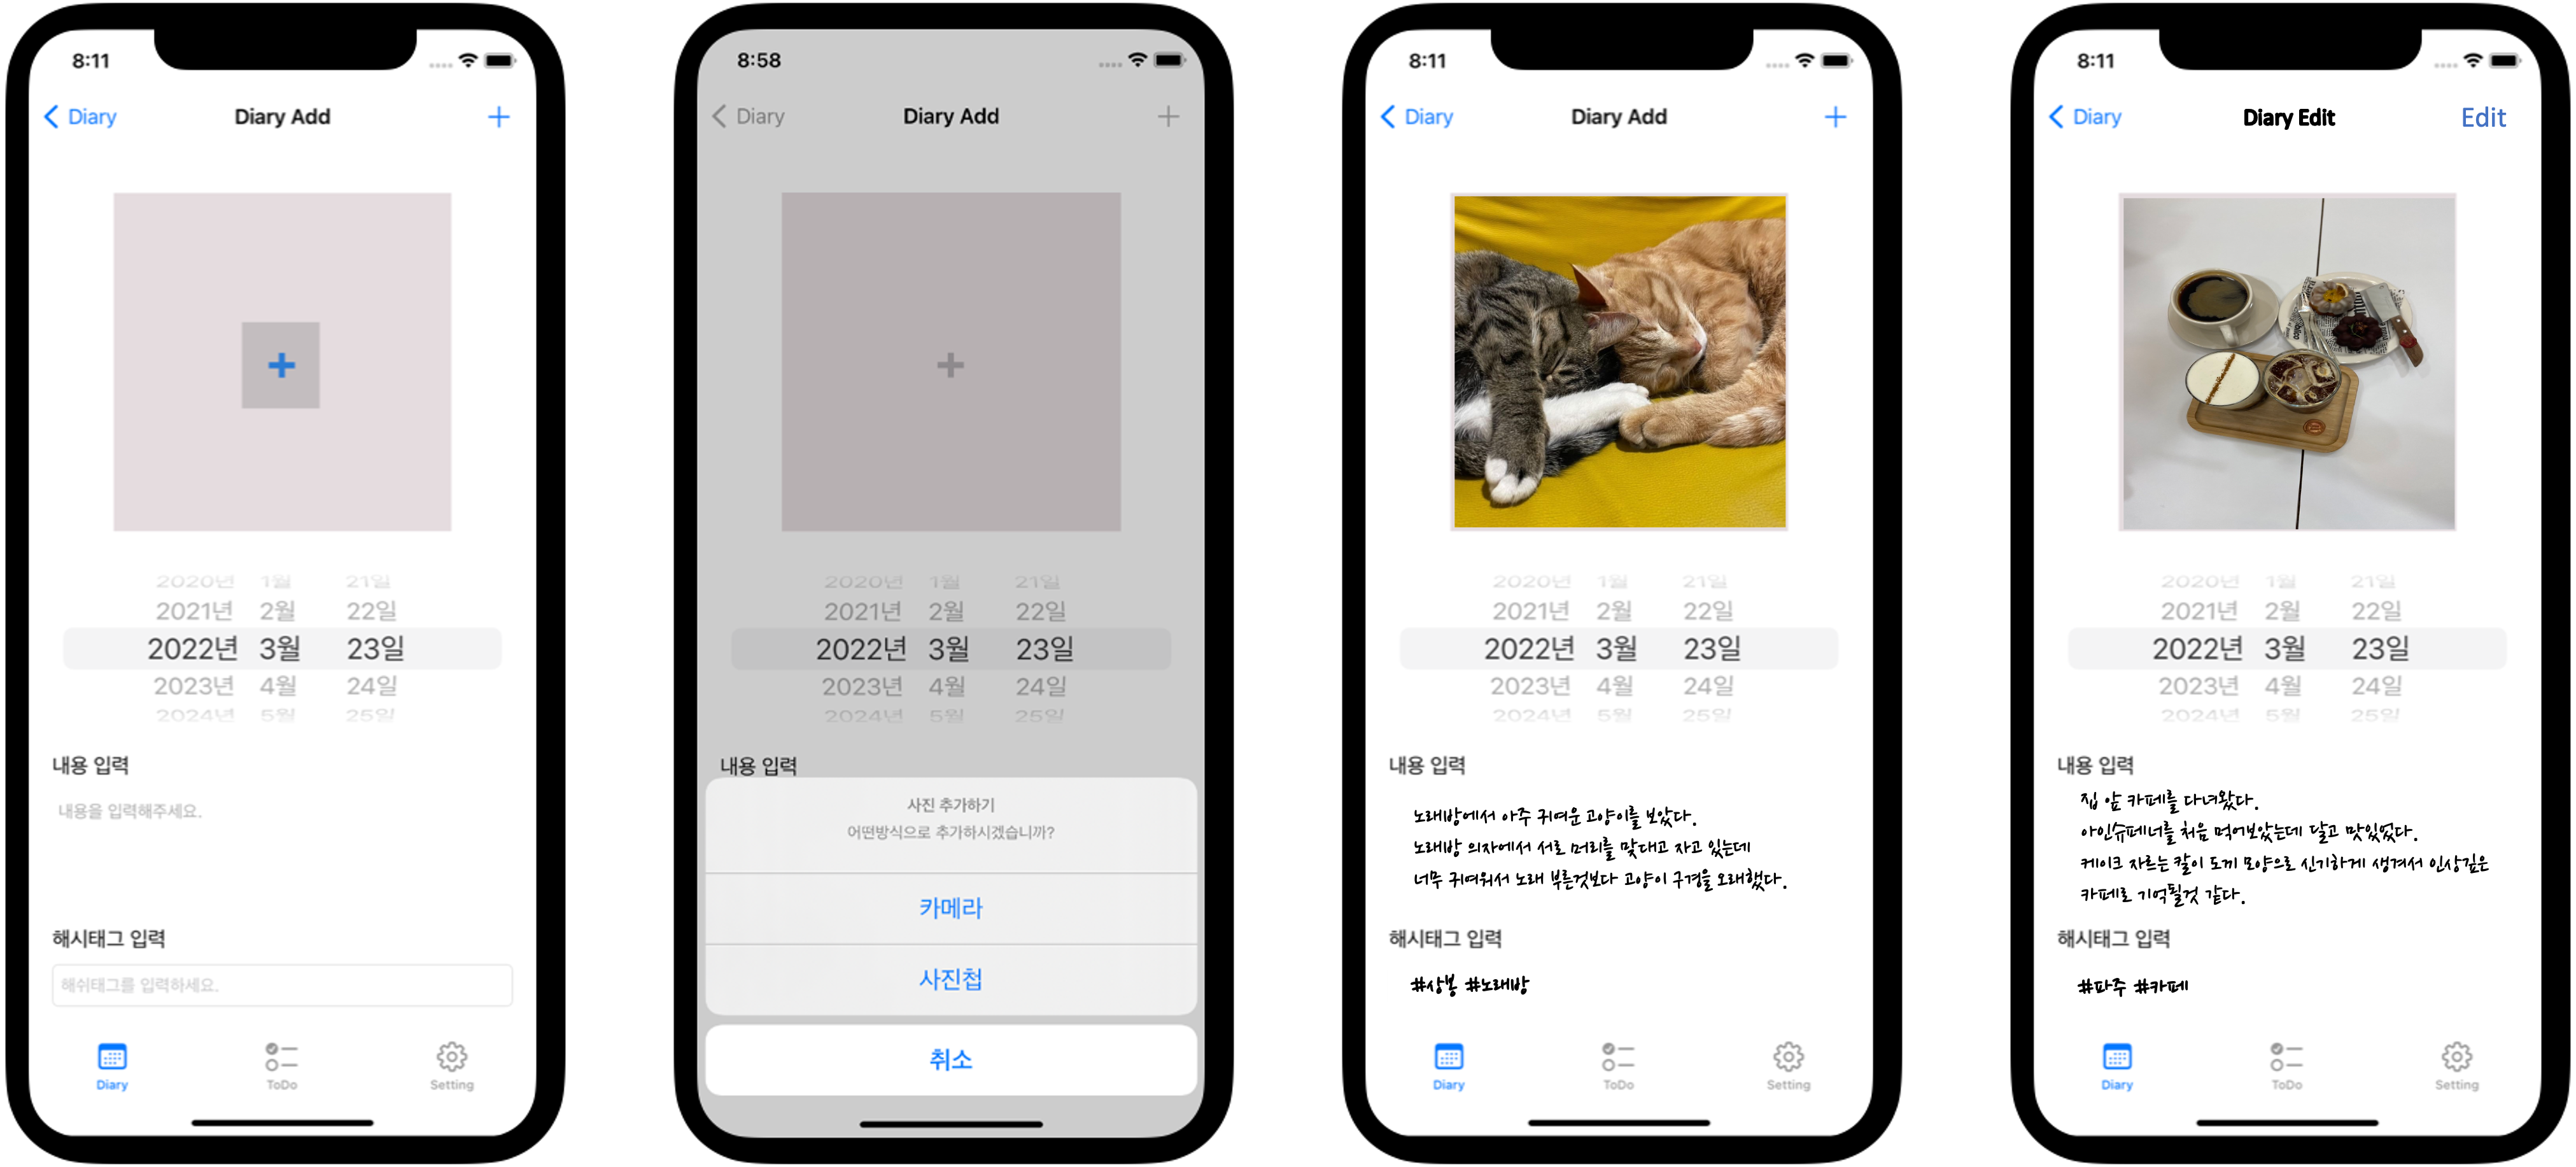 8:11
Diary
Diary Add
+
+
2020년 1월 21일
2021년 2월 22일
2022년 3월 23일
2023년 4월 24일
2024년 5월 25일
내용 입력
내용을 입력해주세요.
해시태그 입력
해쉬태그를 입력하세요.
Diary
ToDo
Setting
8:58
Diary
Diary Add
+
+
2020년 1월 21일
2021년 2월 22일
2022년 3월 23일
2023년 4월 24일
2024년 5월 25일
내용 입력
사진 추가하기
어떤방식으로 추가하시겠습니까?
카메라
사진첩
취소
8:11
Diary
Diary Add
+
2020년 1월 21일
2021년 2월 22일
2022년 3월 23일
2023년 4월 24일
2024년 5월 25일
내용 입력
노래방에서 아주 귀여운 고양이를 보았다.
노래방 의자에서 서로 머리를 맞대고 자고 있는데
너무 귀여워서 노래 부른것보다 고양이 구경을 오래했다.
해시태그 입력
#상봉 #노래방
Diary
ToDo
Setting
8:11
Diary
Diary Edit
Edit
2020년 1월 21일
2021년 2월 22일
2022년 3월 23일
2023년 4월 24일
2024년 5월 25일
내용 입력
집 앞 카페를 다녀왔다.
아인슈페너를 처음 먹어보았는데 달고 맛있었다.
케이크 자르는 칼이 도끼 모양으로 신기하게 생겨서 인상깊은
카페로 기억될것 같다.
해시태그 입력
#파주 #카페
Diary
ToDo
Setting